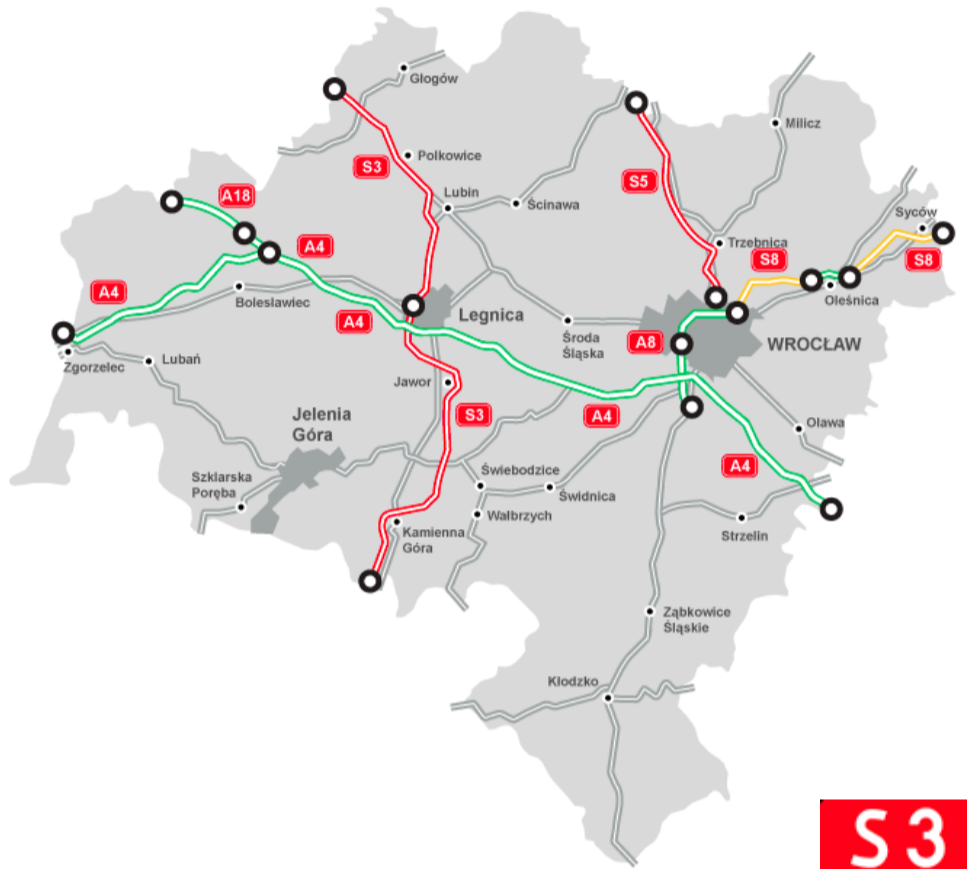 Głogów
Milicz
Polkowice
S3
S5
A18
Lubin
Ścinawa
Syców
A4
Trzebnica
S8
S8
A4
Bolesławiec
Oleśnica
Legnica
A4
Środa
Śląska
A8
WROCŁAW
Zgorzelec
Lubań
Jawor
Jelenia
Góra
S3
A4
Oława
A4
Szklarska
Poręba
Świebodzice
Świdnica
Wałbrzych
Kamienna
Góra
Strzelin
Ząbkowice
Śląskie
Kłodzko
S 3